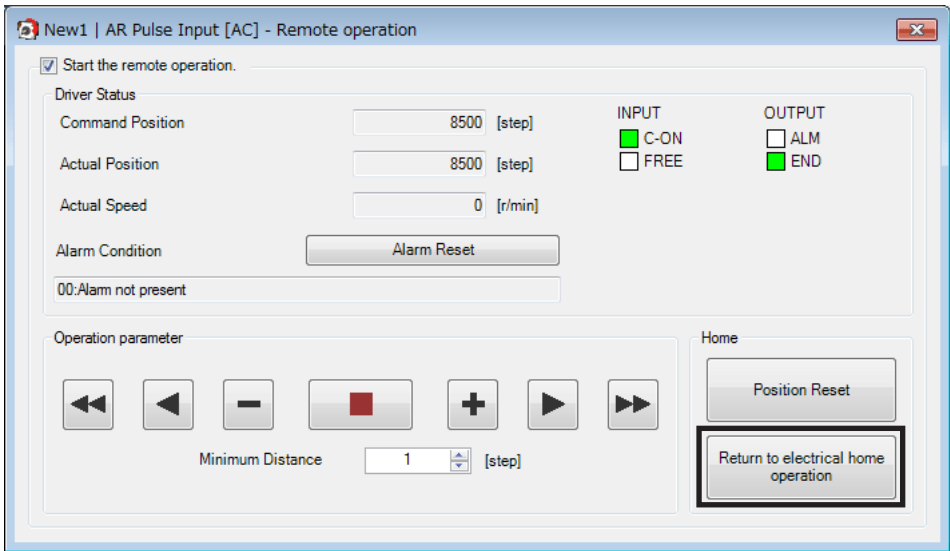 New1 | AR Pulse Input [AC] - Remote operation
Start the remote operation.
Driver Status
Command Position 8500 [step]
INPUT OUTPUT
C-ON ALM
Actual Position 8500 [step]
FREE END
Actual Speed 0 [r/min]
Alarm Condition Alarm Reset
00:Alarm not present
Operation parameter
Minimum Distance 1 [step]
Home
Position Reset
Return to electrical home
operation